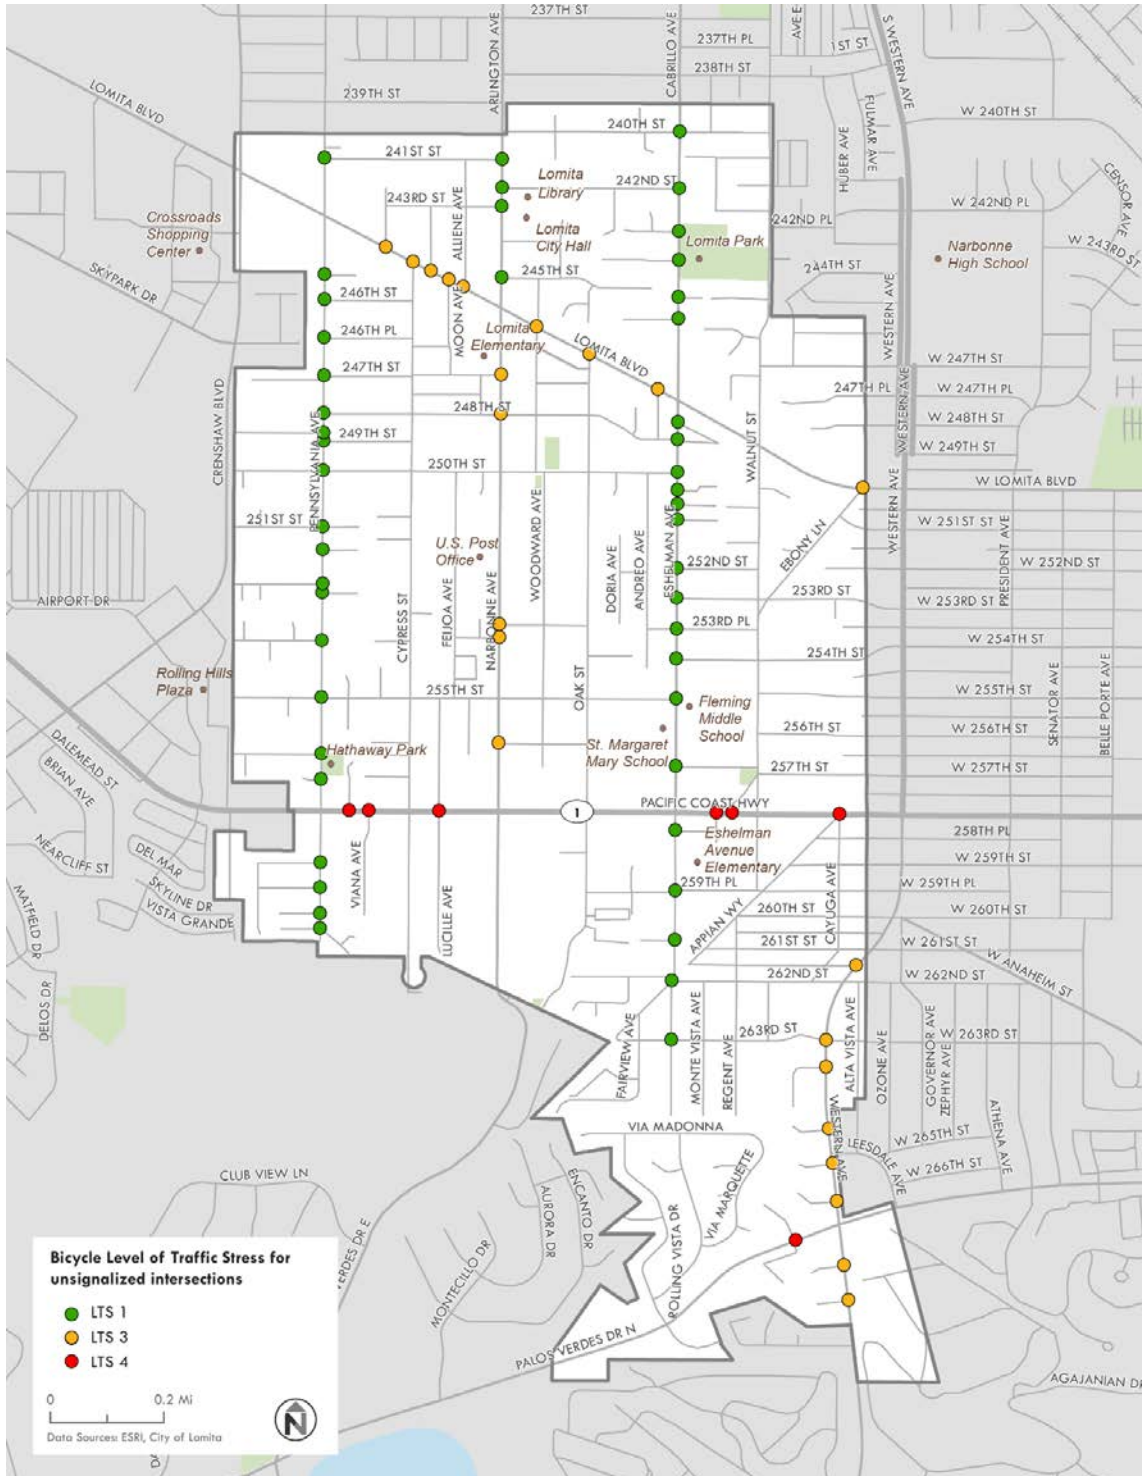 237TH ST
237TH PL
1ST ST
238TH ST
AVE E
S WESTERN AVE
ARLINGTON AVE
CABRILLO AVE
LOMITA BLVD
239TH ST
240TH ST
W 240TH ST
FULMAR AVE
HUBER AVE
CENSOR AVE
241ST ST
Lomita
Library
242ND ST
243RD ST
ALLIENE AVE
Lomita
City Hall
242ND PL
W 242ND PL
W 243RD ST
Crossroads
Shopping
Center
Lomita Park
Narbonne
High School
SKYPARK DR
245TH ST
244TH ST
246TH ST
MOON AVE
WESTERN AVE
246TH PL
Lomita
Elementary
LOMITA BLVD
247TH ST
W 247TH ST
247TH PL
W 247TH PL
WESTERN AVE
CRENSHAW BLVD
248TH ST
W 248TH ST
PENNSYLVANIA AVE
249TH ST
WALNUT ST
W 249TH ST
250TH ST
W LOMITA BLVD
251ST ST
WOODWARD AVE
ESHELMAN AVE
EBONY LN
WESTERN AVE
W 251ST ST
PRESIDENT AVE
U.S. Post
Office
DORIA AVE
ANDREO AVE
252ND ST
W 252ND ST
AIRPORT DR
CYPRESS ST
FEIJOA AVE
NARBONNE AVE
253RD ST
W 253RD ST
253RD PL
W 254TH ST
254TH ST
Rolling Hills
Plaza
255TH ST
OAK ST
W 255TH ST
SENATOR AVE
BELLE PORTE AVE
Fleming
Middle
School
256TH ST
W 256TH ST
DALEMEAD ST
BRIAN AVE
Hathaway Park
St. Margaret
Mary School
257TH ST
W 257TH ST
PACIFIC COAST HWY
1
NEARCLIFF ST
DEL MAR
Eshelman
Avenue
Elementary
258TH PL
W 259TH ST
VIANA AVE
259TH PL
W 259TH PL
SKYLINE DR
VISTA GRANDE
MATFIELD DR
LUCILLE AVE
APPIAN WY
260TH ST
CAYUGA AVE
W 260TH ST
261ST ST
W 261ST ST
W ANAHEIM ST
262ND ST
W 262ND ST
DELOS DR
FAIRVIEW AVE
MONTE VISTA AVE
REGENT AVE
263RD ST
ALTA VISTA AVE
OZONE AVE
GOVERNOR AVE
ZEPHYR AVE
W 263RD ST
ATHENA AVE
VIA MADONNA
WESTERN AVE
LEESDALE AVE
W 265TH ST
W 266TH ST
CLUB VIEW LN
AURORA DR
ENCANTO DR
VIA MARQUETTE
MONTECILLO DR
ROLLING VISTA DR
VERDES DR E
PALOS VERDES DR N
AGAJANIAN DR
Bicycle Level of Traffic Stress for
unsignalized intersections
LTS 1
LTS 3
LTS 4
0 0.2 Mi
N
Data Sources: ESRI, City of Lomita